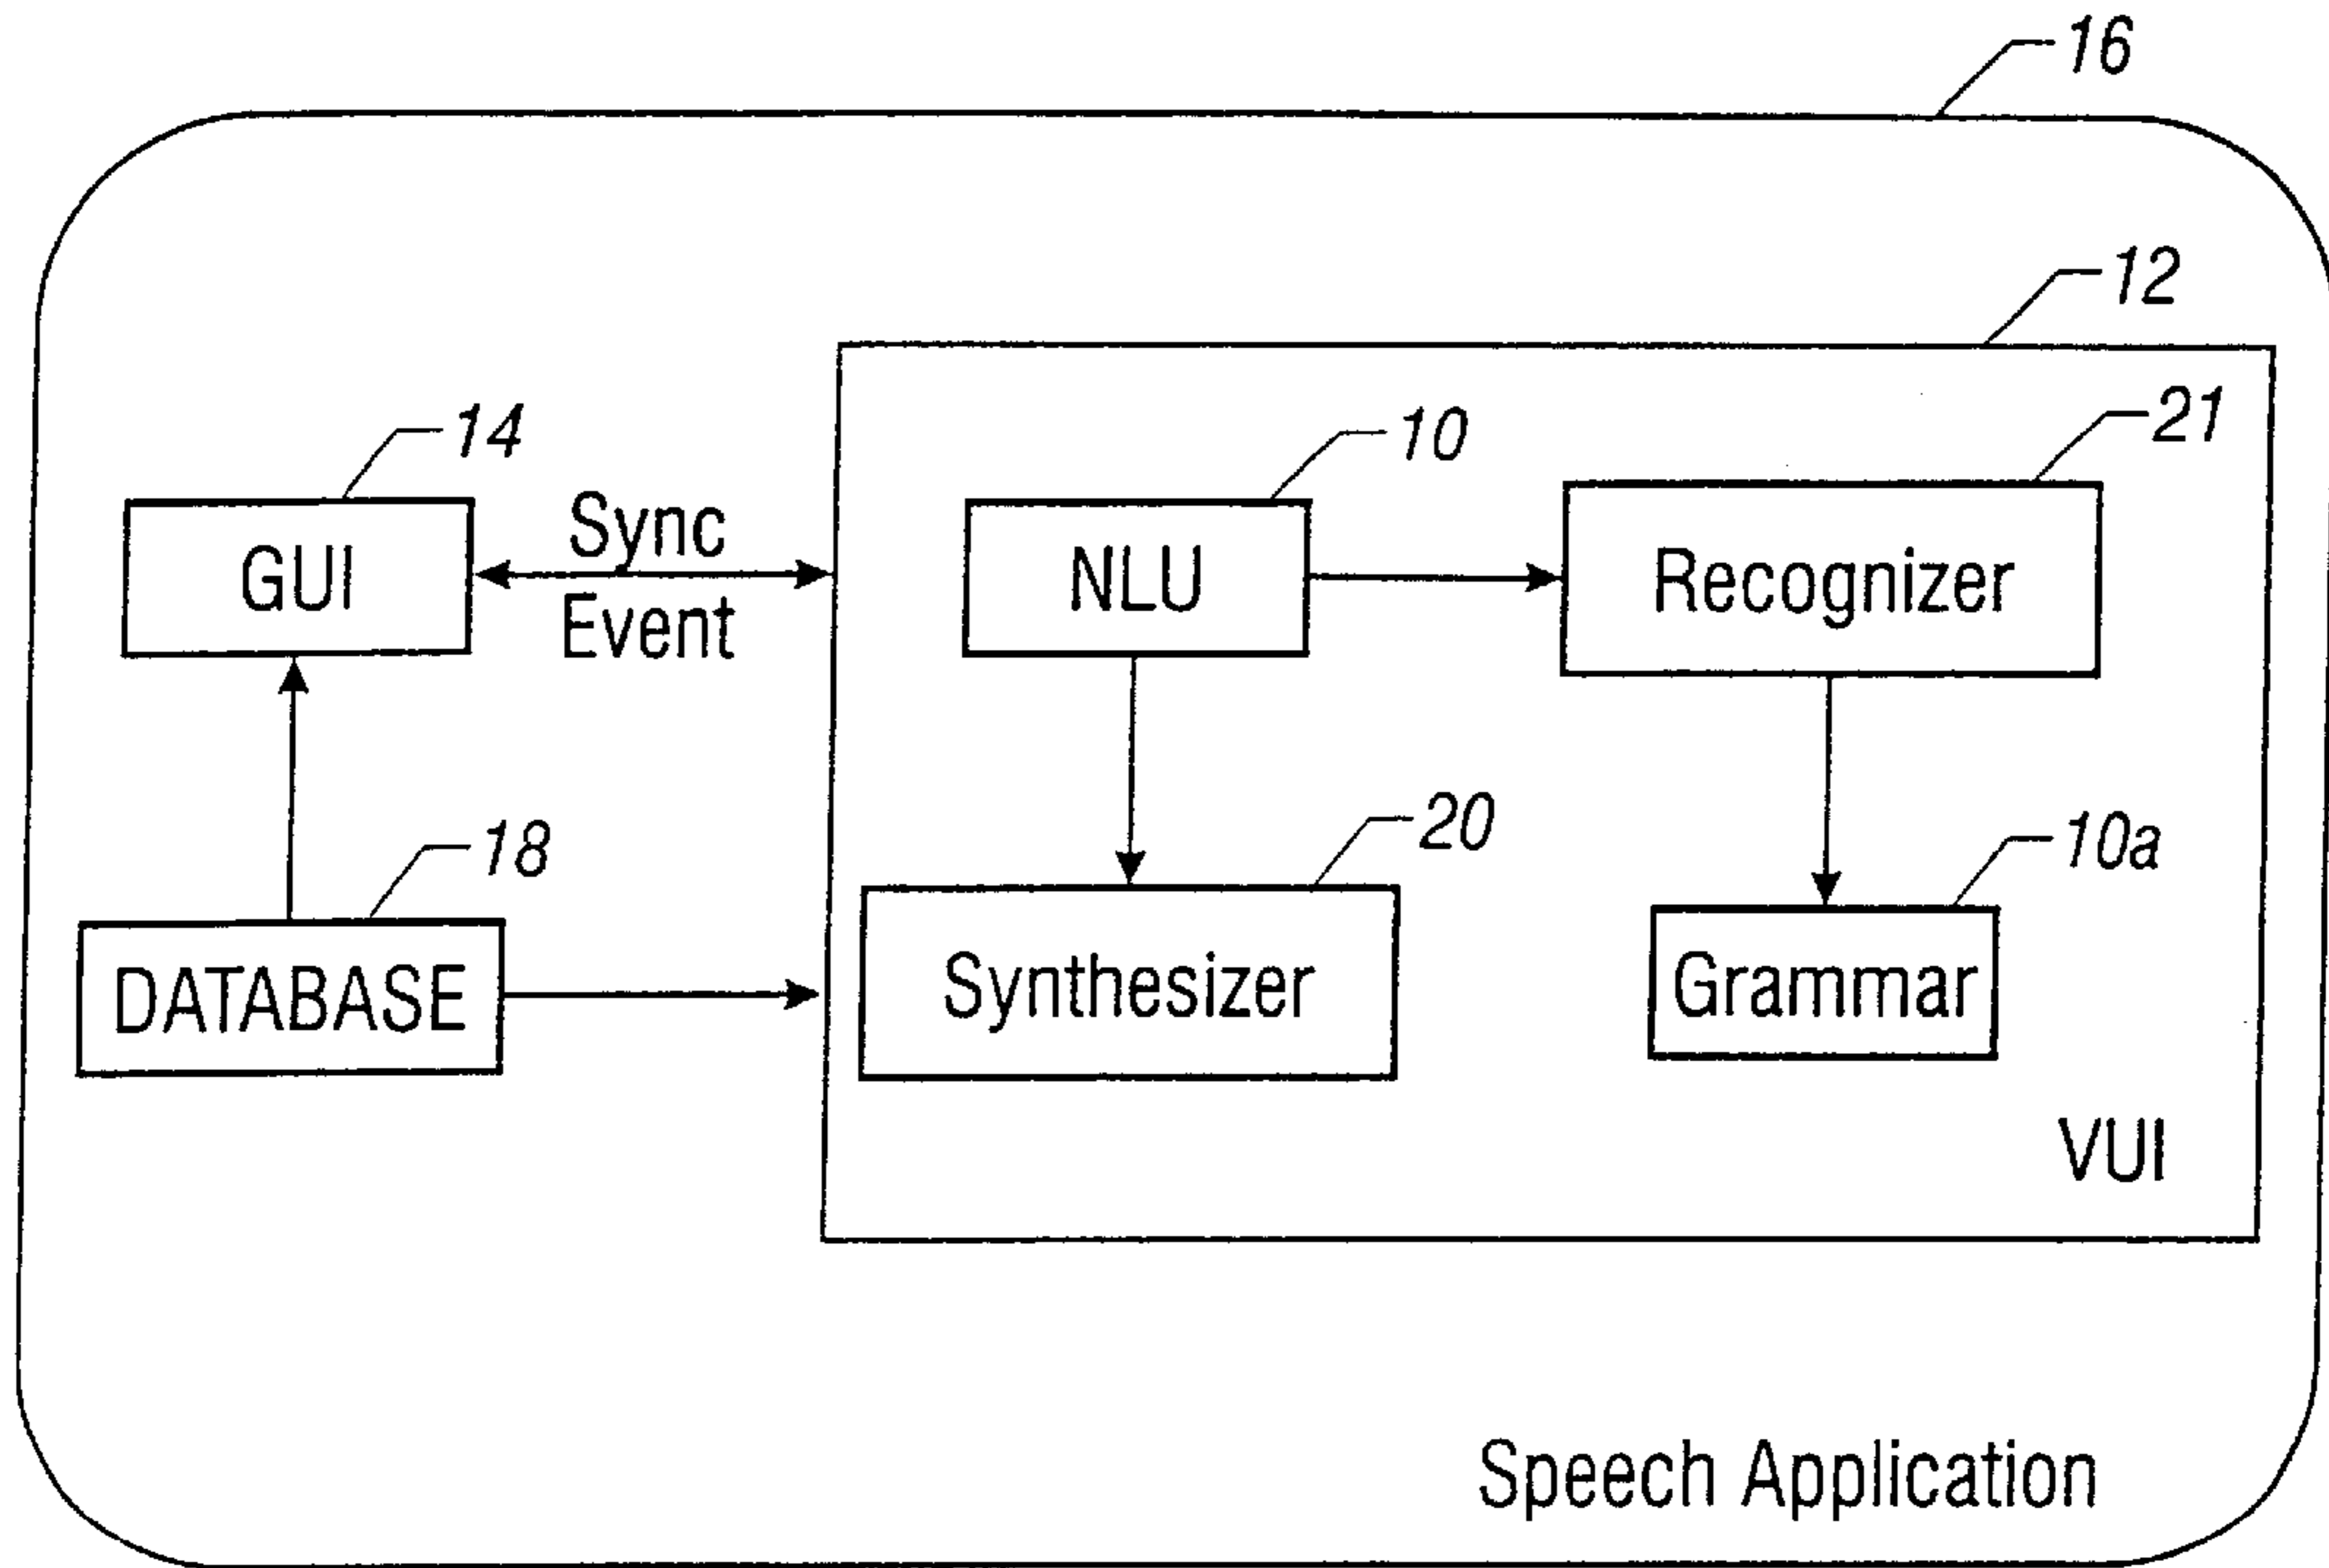 16
12
14
10
21
GUI
Sync
Event
NLU
Recognizer
18
20
10a
DATABASE
Synthesizer
Grammar
VUI
Speech Application